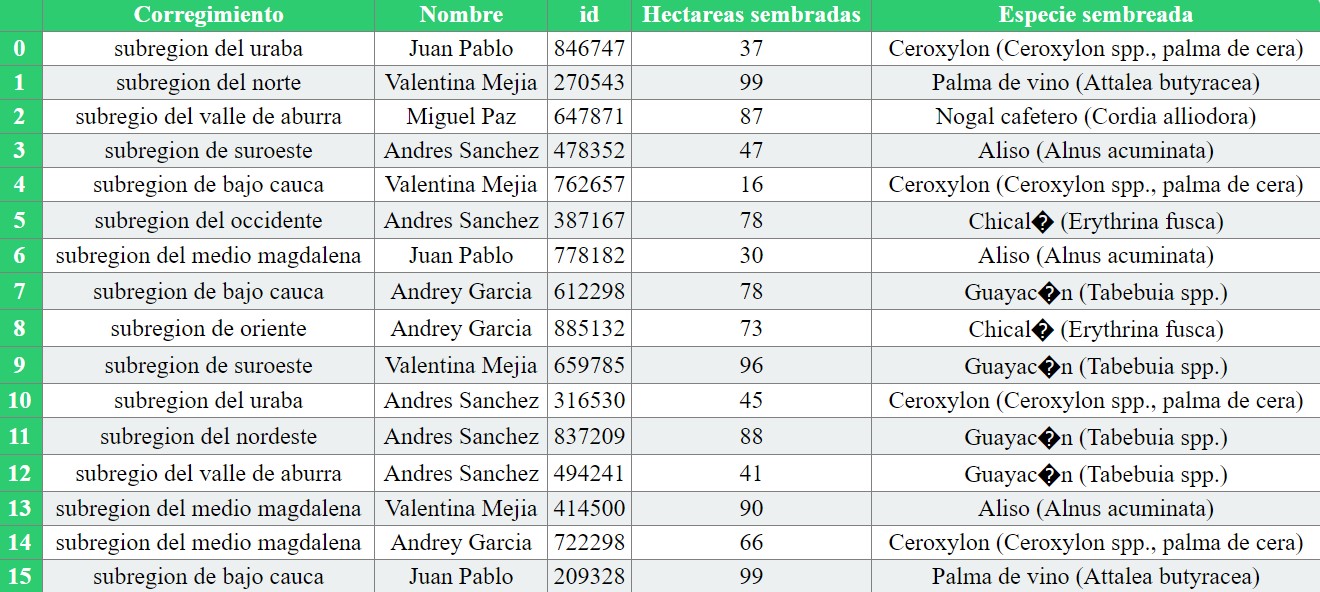 Corregimiento Nombre id Hectareas sembradas Especie sembreada
0 subregion del uraba Juan Pablo 846747 37 Ceroxylon (Ceroxylon spp., palma de cera)
1 subregion del norte Valentina Mejia 270543 99 Palma de vino (Attalea butyracea)
2 subregio del valle de aburra Miguel Paz 647871 87 Nogal cafetero (Cordia alliodora)
3 subregion de suroeste Andres Sanchez 478352 47 Aliso (Alnus acuminata)
4 subregion de bajo cauca Valentina Mejia 762657 16 Ceroxylon (Ceroxylon spp., palma de cera)
5 subregion del occidente Andres Sanchez 387167 78 Chical� (Erythrina fusca)
6 subregion del medio magdalena Juan Pablo 778182 30 Aliso (Alnus acuminata)
7 subregion de bajo cauca Andrey Garcia 612298 78 Guayac�n (Tabebuia spp.)
8 subregion de oriente Andrey Garcia 885132 73 Chical� (Erythrina fusca)
9 subregion de suroeste Valentina Mejia 659785 96 Guayac�n (Tabebuia spp.)
10 subregion del uraba Andres Sanchez 316530 45 Ceroxylon (Ceroxylon spp., palma de cera)
11 subregion del nordeste Andres Sanchez 837209 88 Guayac�n (Tabebuia spp.)
12 subregio del valle de aburra Andres Sanchez 494241 41 Guayac�n (Tabebuia spp.)
13 subregion del medio magdalena Valentina Mejia 414500 90 Aliso (Alnus acuminata)
14 subregion del medio magdalena Andrey Garcia 722298 66 Ceroxylon (Ceroxylon spp., palma de cera)
15 subregion de bajo cauca Juan Pablo 209328 99 Palma de vino (Attalea butyracea)